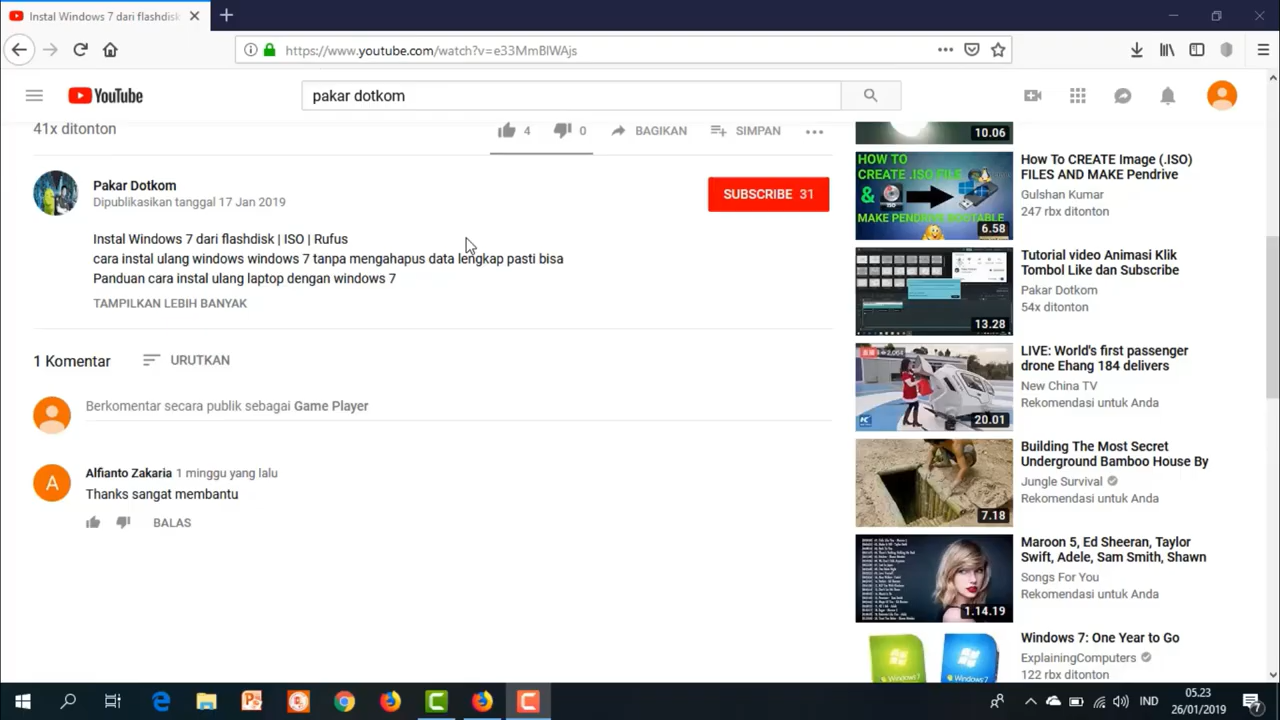 Instal Windows 7 dari flashdisk
https://www.youtube.com/watch?v=e33MmBlWAjs
YouTube
pakar dotkom
41x ditonton
4
0
BAGIKAN
SIMPAN
Pakar Dotkom
Dipublikasikan tanggal 17 Jan 2019
SUBSCRIBE 31
Instal Windows 7 dari flashdisk | ISO | Rufus
cara instal ulang windows windows 7 tanpa mengahapus data lengkap pasti bisa
Panduan cara instal ulang laptop dengan windows 7
TAMPILKAN LEBIH BANYAK
1 Komentar
URUTKAN
Berkomentar secara publik sebagai Game Player
A
Alfianto Zakaria 1 minggu yang lalu
Thanks sangat membantu
BALAS
10.06
HOW TO
CREATE .ISO FILE
&
ISO
MAKE PENDRIVE BOOTABLE
6.58
How To CREATE Image (.ISO)
FILES AND MAKE Pendrive
Gulshan Kumar
247 rbx ditonton
13.28
Tutorial video Animasi Klik
Tombol Like dan Subscribe
Pakar Dotkom
54x ditonton
20.01
LIVE: World's first passenger
drone Ehang 184 delivers
New China TV
Rekomendasi untuk Anda
7.18
Building The Most Secret
Underground Bamboo House By
Jungle Survival
Rekomendasi untuk Anda
1.14.19
Maroon 5, Ed Sheeran, Taylor
Swift, Adele, Sam Smith, Shawn
Songs For You
Rekomendasi untuk Anda
Windows 7: One Year to Go
ExplainingComputers
122 rbx ditonton
IND
05.23
26/01/2019
7